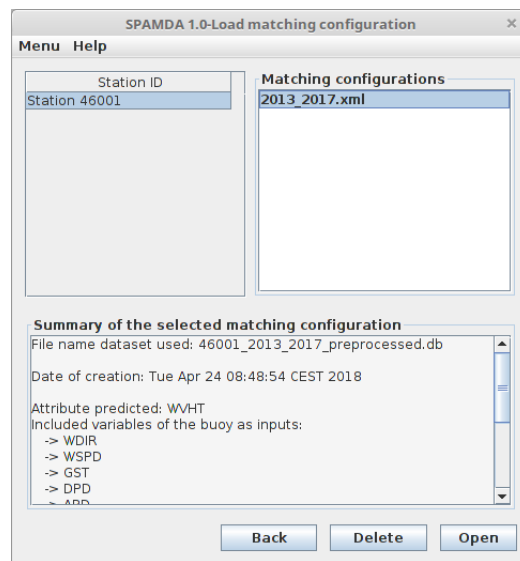 SPAMDA 1.0-Load matching configuration ×
Menu Help
Station ID
Station 46001
Matching configurations
2013_2017.xml
Summary of the selected matching configuration
File name dataset used: 46001_2013_2017_preprocessed.db
Date of creation: Tue Apr 24 08:48:54 CEST 2018
Attribute predicted: WVHT
Included variables of the buoy as inputs:
-> WDIR
-> WSPD
-> GST
-> DPD
-> APD
Back Delete Open